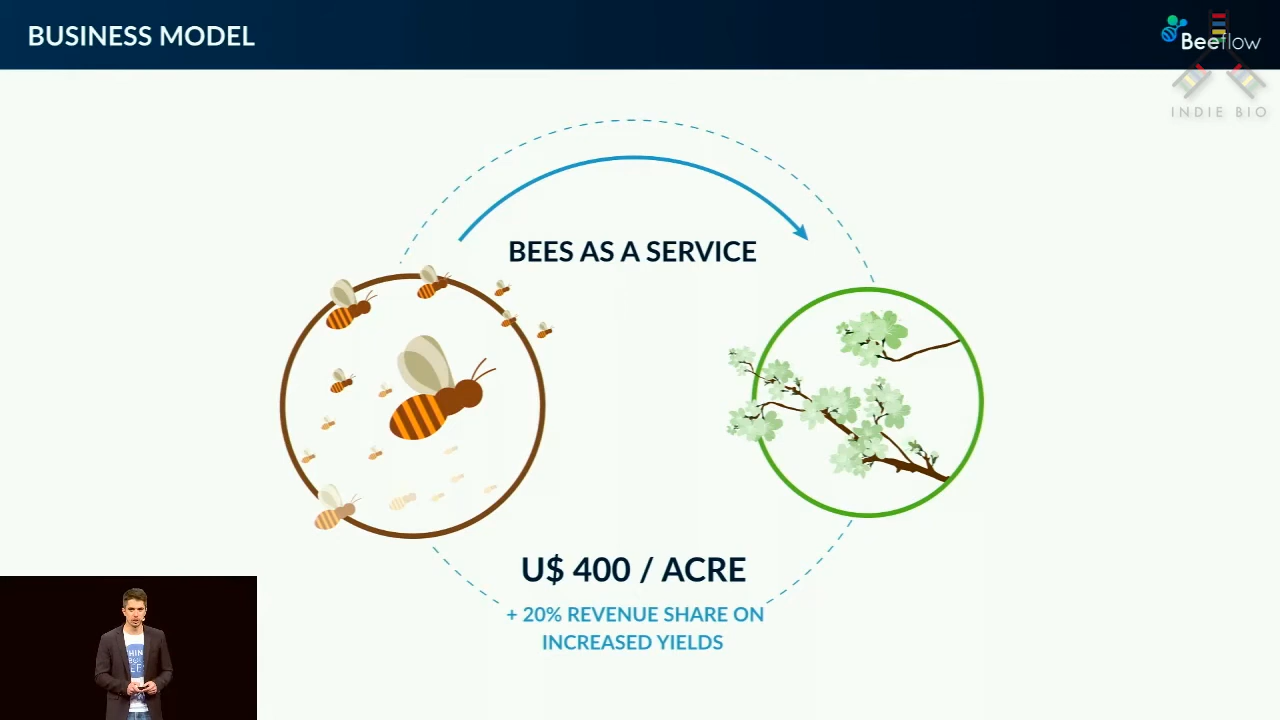 BUSINESS MODEL
Beeflow
INDIE BIO
BEES AS A SERVICE
U$ 400 / ACRE
+ 20% REVENUE SHARE ON
INCREASED YIELDS